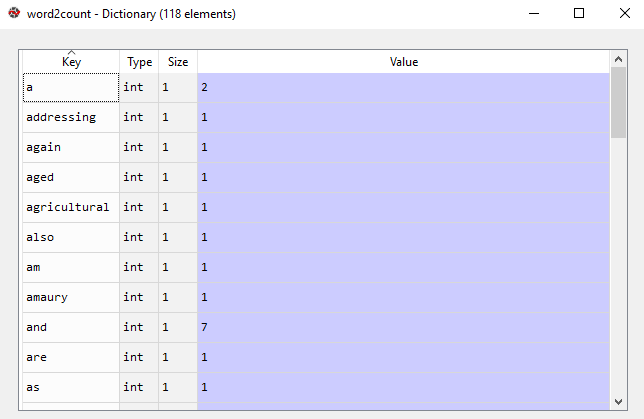 word2count - Dictionary (118 elements)
Key Type Size Value
a int 1 2
addressing int 1 1
again int 1 1
aged int 1 1
agricultural int 1 1
also int 1 1
am int 1 1
amaury int 1 1
and int 1 7
are int 1 1
as int 1 1